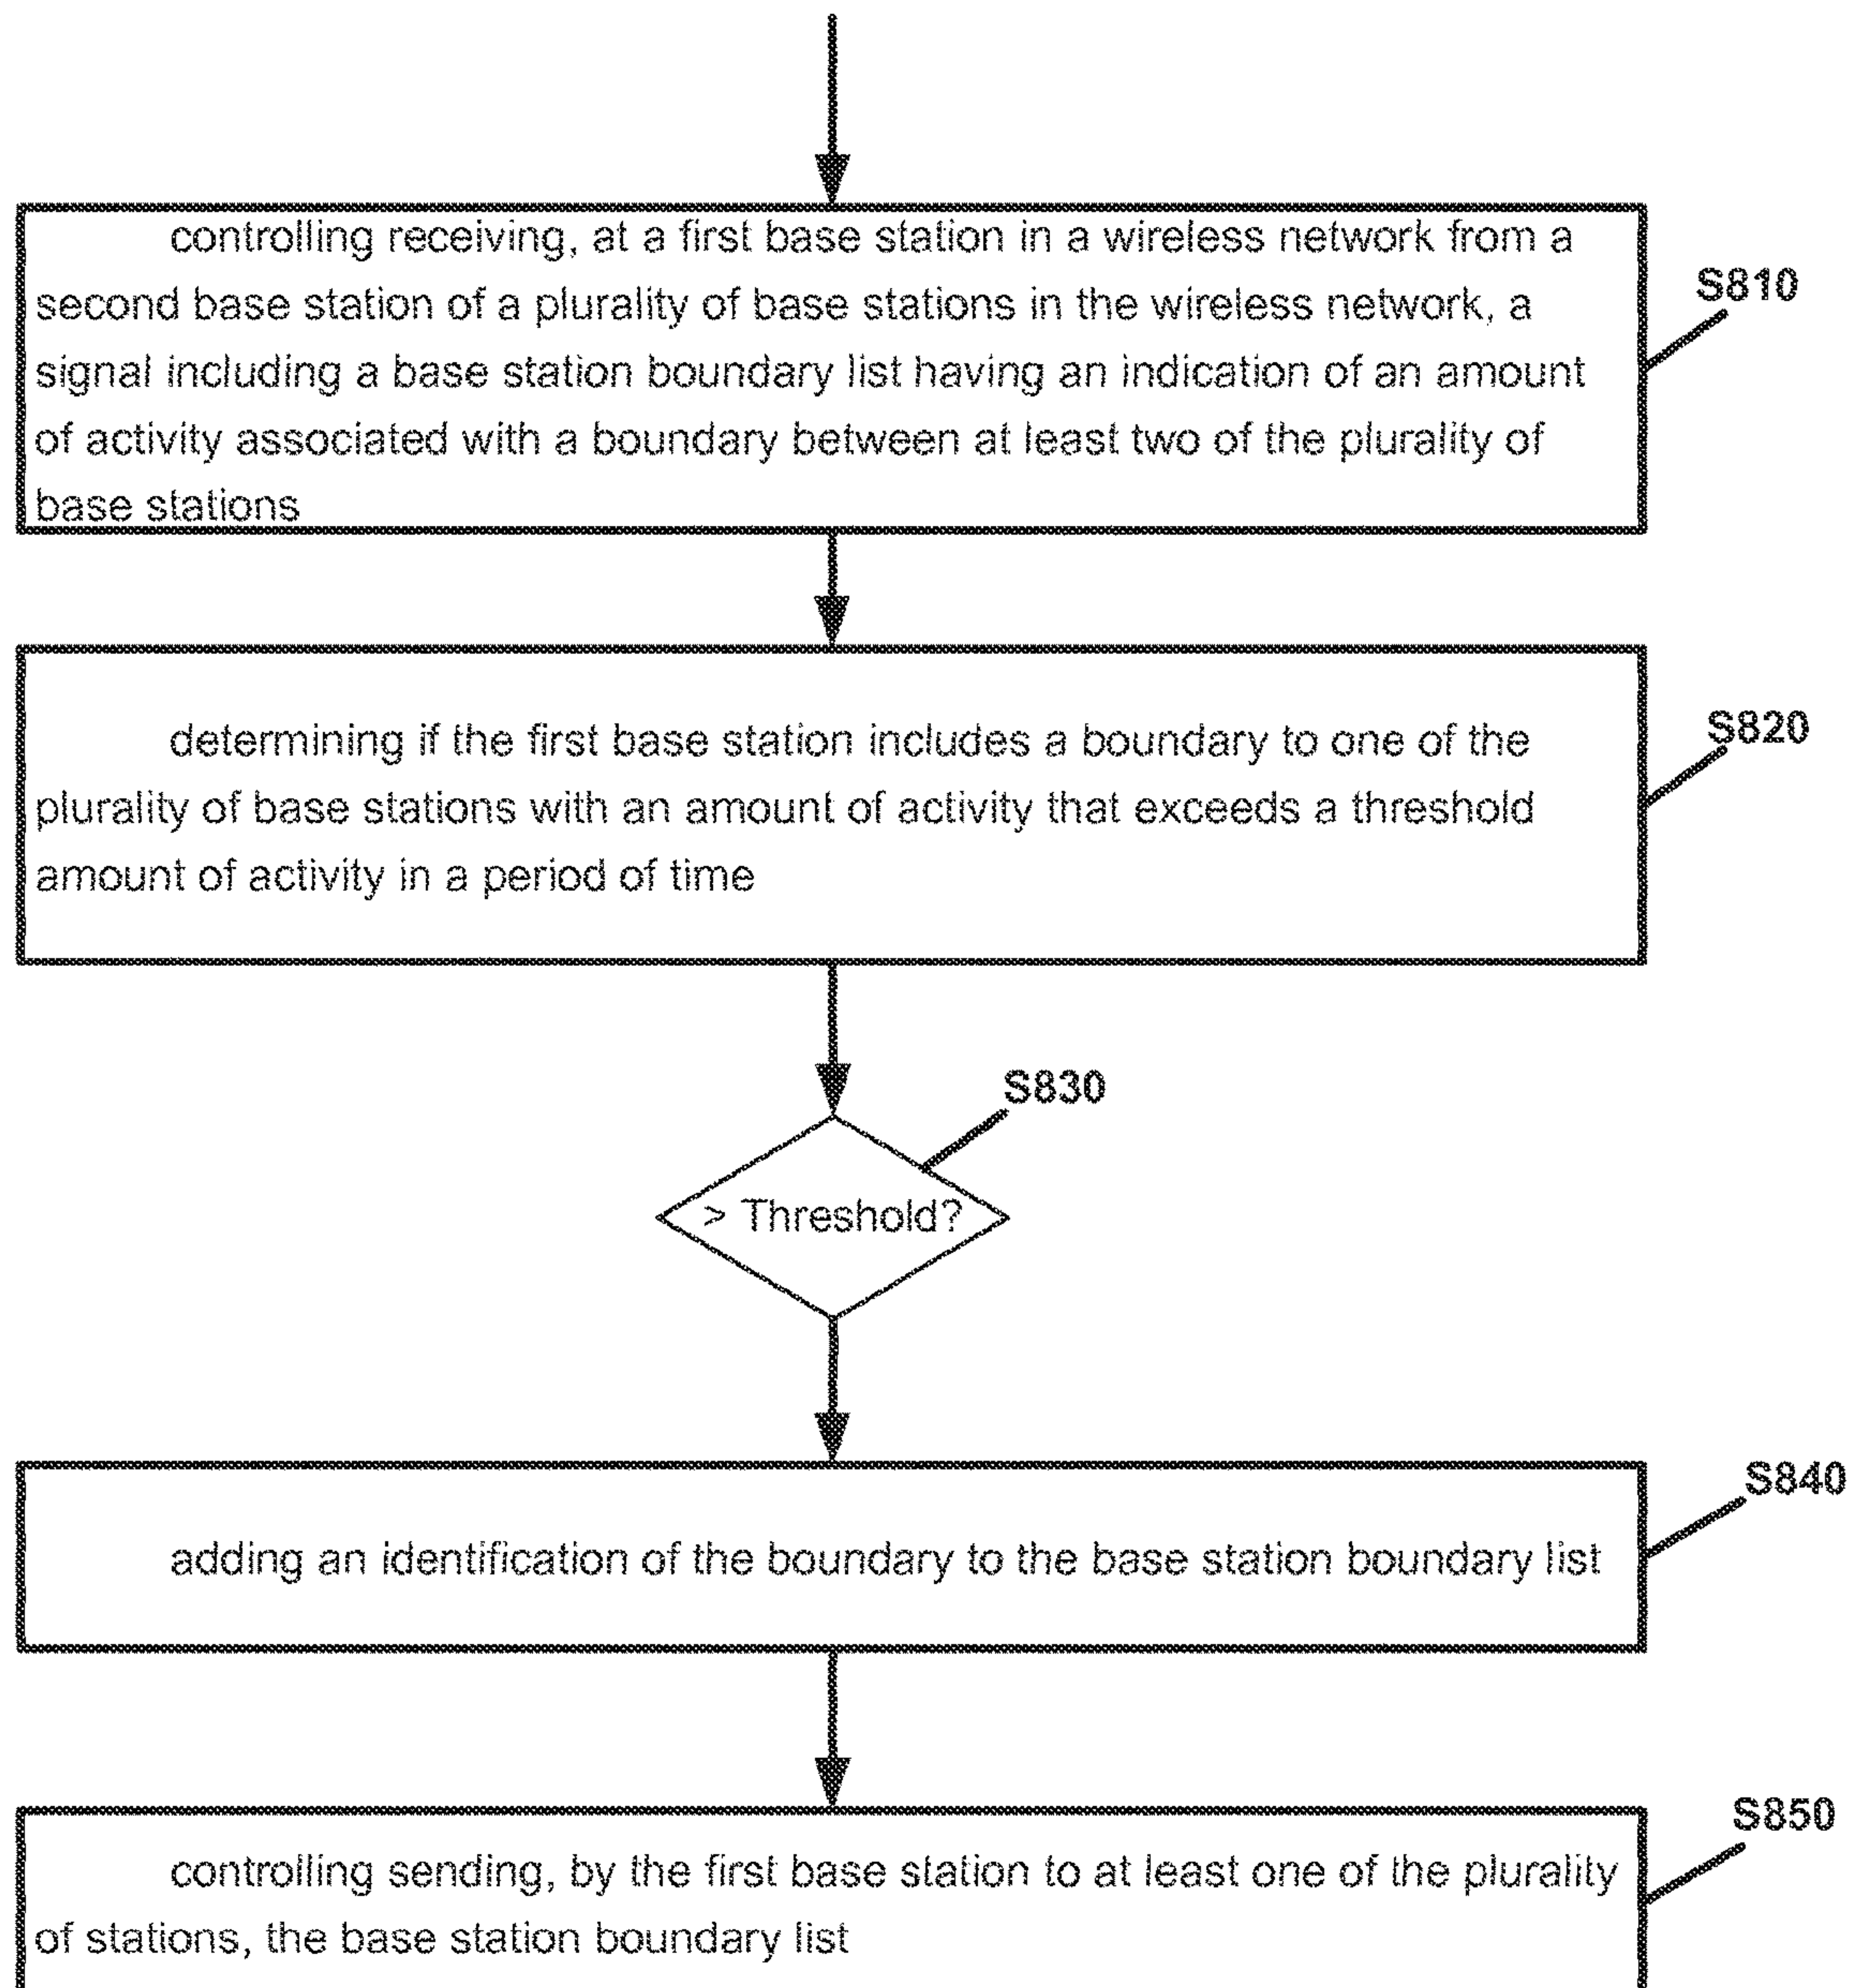 controlling receiving, at a first base station in a wireless network from a
second base station of a plurality of base stations in the wireless network, a
signal including a base station boundary list having an indication of an amount
of activity associated with a boundary between at least two of the plurality of
base stations
S810
determining if the first base station includes a boundary to one of the
plurality of base stations with an amount of activity that exceeds a threshold
amount of activity in a period of time
S820
S830
> Threshold?
adding an identification of the boundary to the base station boundary list
S840
controlling sending, by the first base station to at least one of the plurality
of stations, the base station boundary list
S850